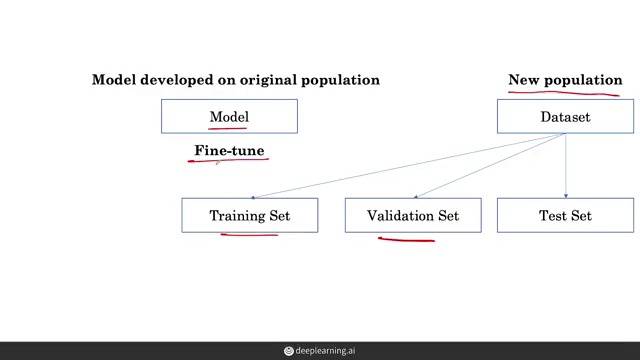 Model developed on original population
New population
Model
Dataset
Fine-tune
Training Set
Validation Set
Test Set
deeplearning.ai